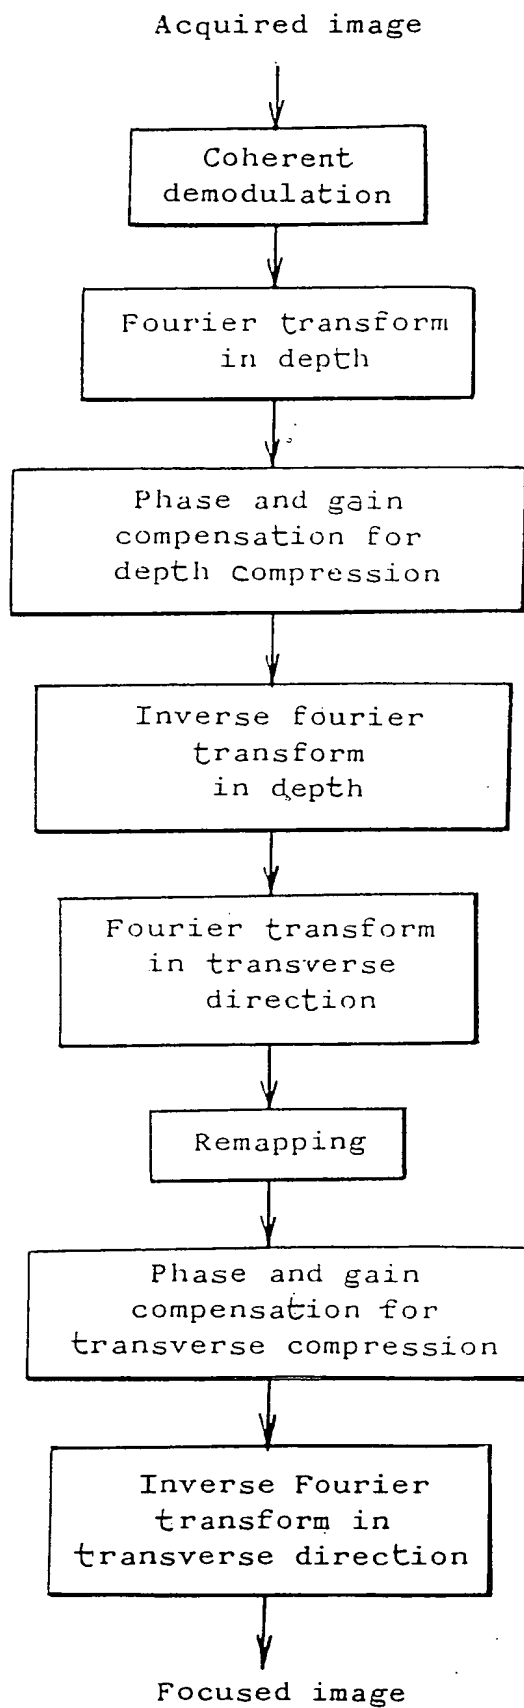 Acquired image
Coherent
demodulation
Fourier transform
in depth
Phase and gain
compensation for
depth compression
Inverse fourier
transform
in depth
Fourier transform
in transverse
direction
Remapping
Phase and gain
compensation for
transverse compression
Inverse Fourier
transform in
transverse direction
Focused image